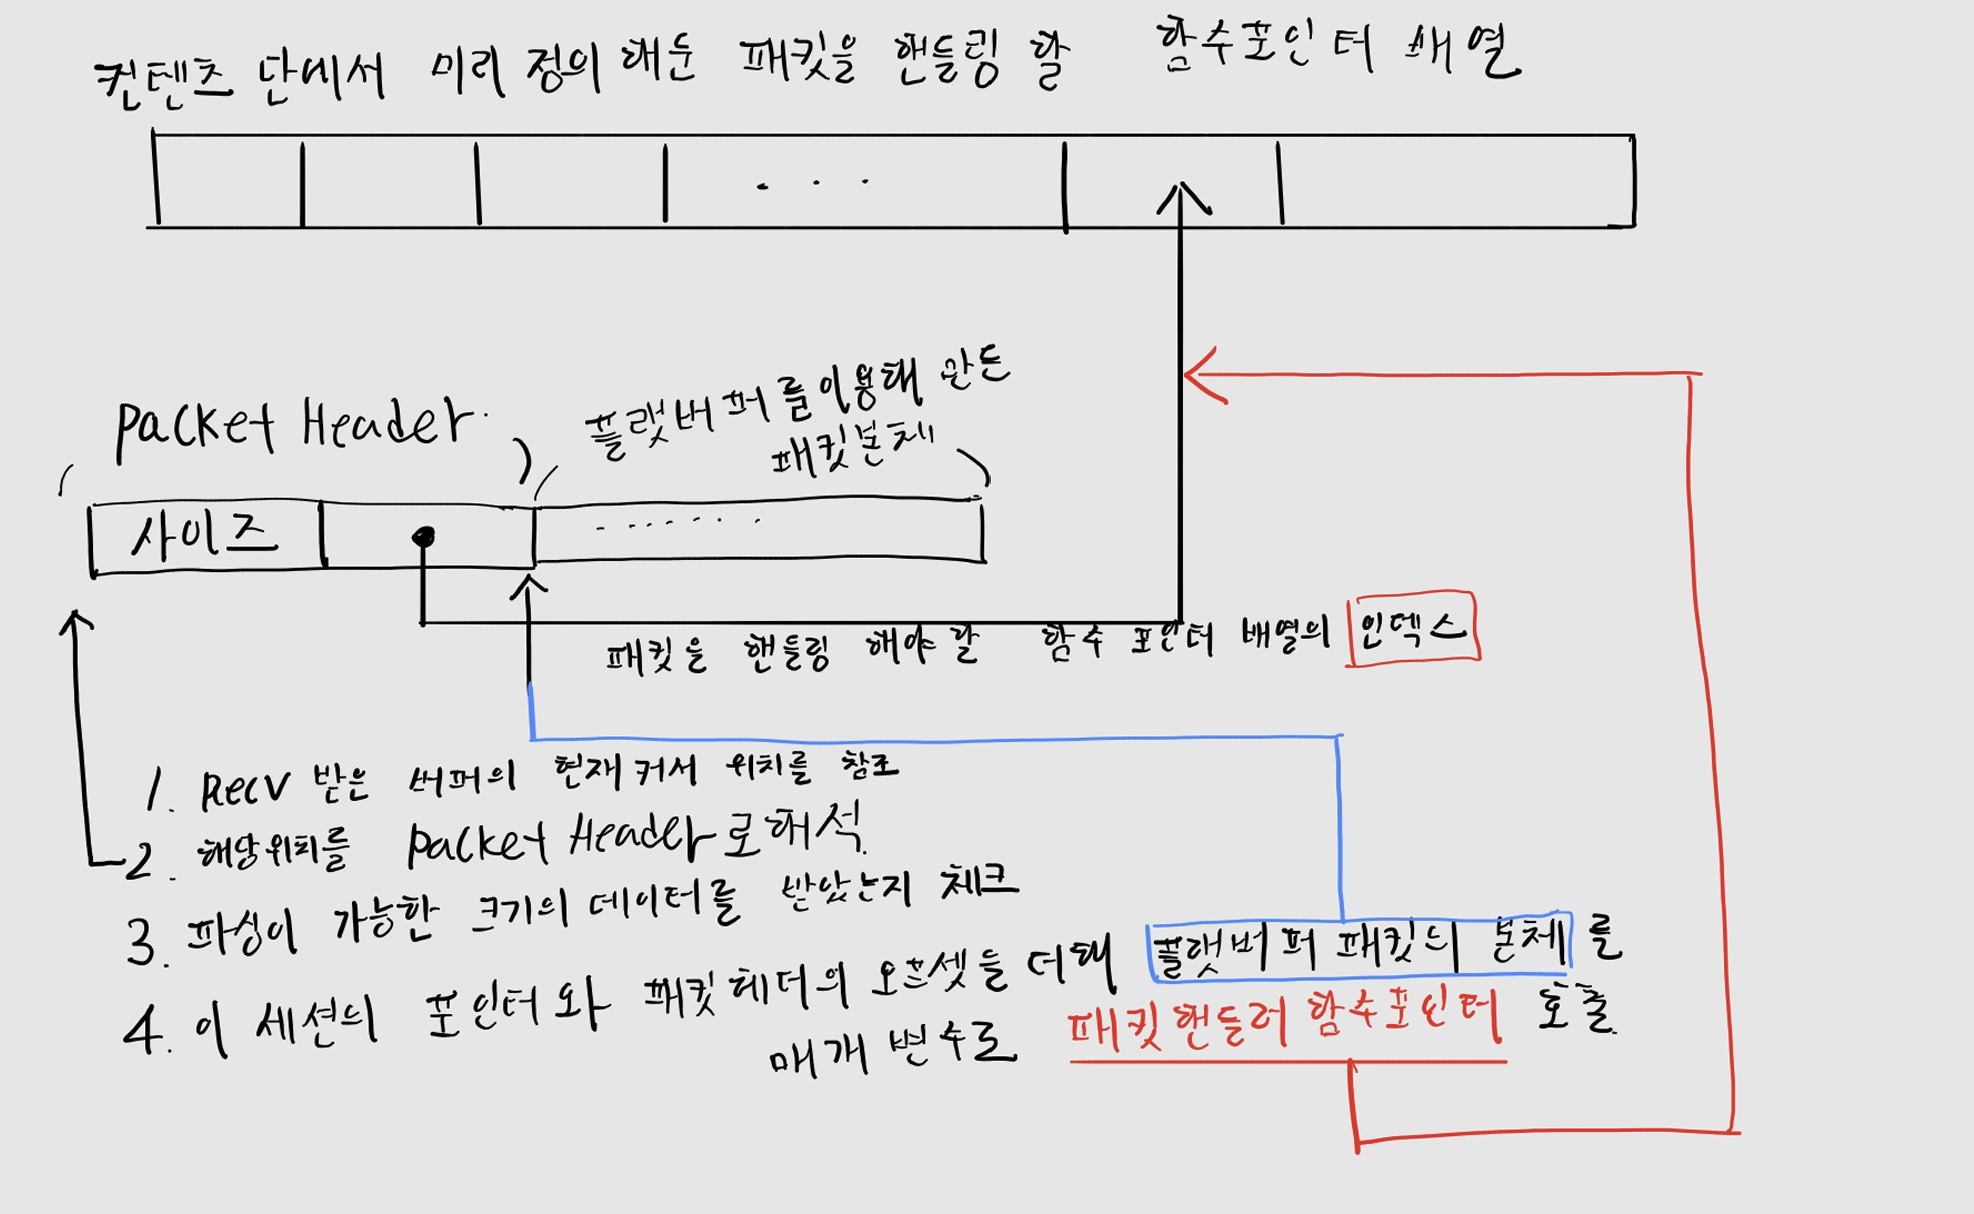 컨텐츠 단에서 미리 정의 해둔 패킷을 핸들링 할 함수포인터 배열
Packet Header
플랫버퍼를 이용해 만든
패킷본체
사이즈
패킷을 핸들링 해야 할 함수 포인터 배열의 인덱스
1. Recv 받은 버퍼의 현재 커서 위치를 참조
2. 해당위치를 Packet Header로 해석
3. 파싱이 가능한 크기의 데이터를 받았는지 체크
4. 이 세션의 포인터와 패킷헤더의 오프셋을 더해 플랫버퍼 패킷의 본체를
매개 변수로 패킷핸들러 함수포인터 호출.